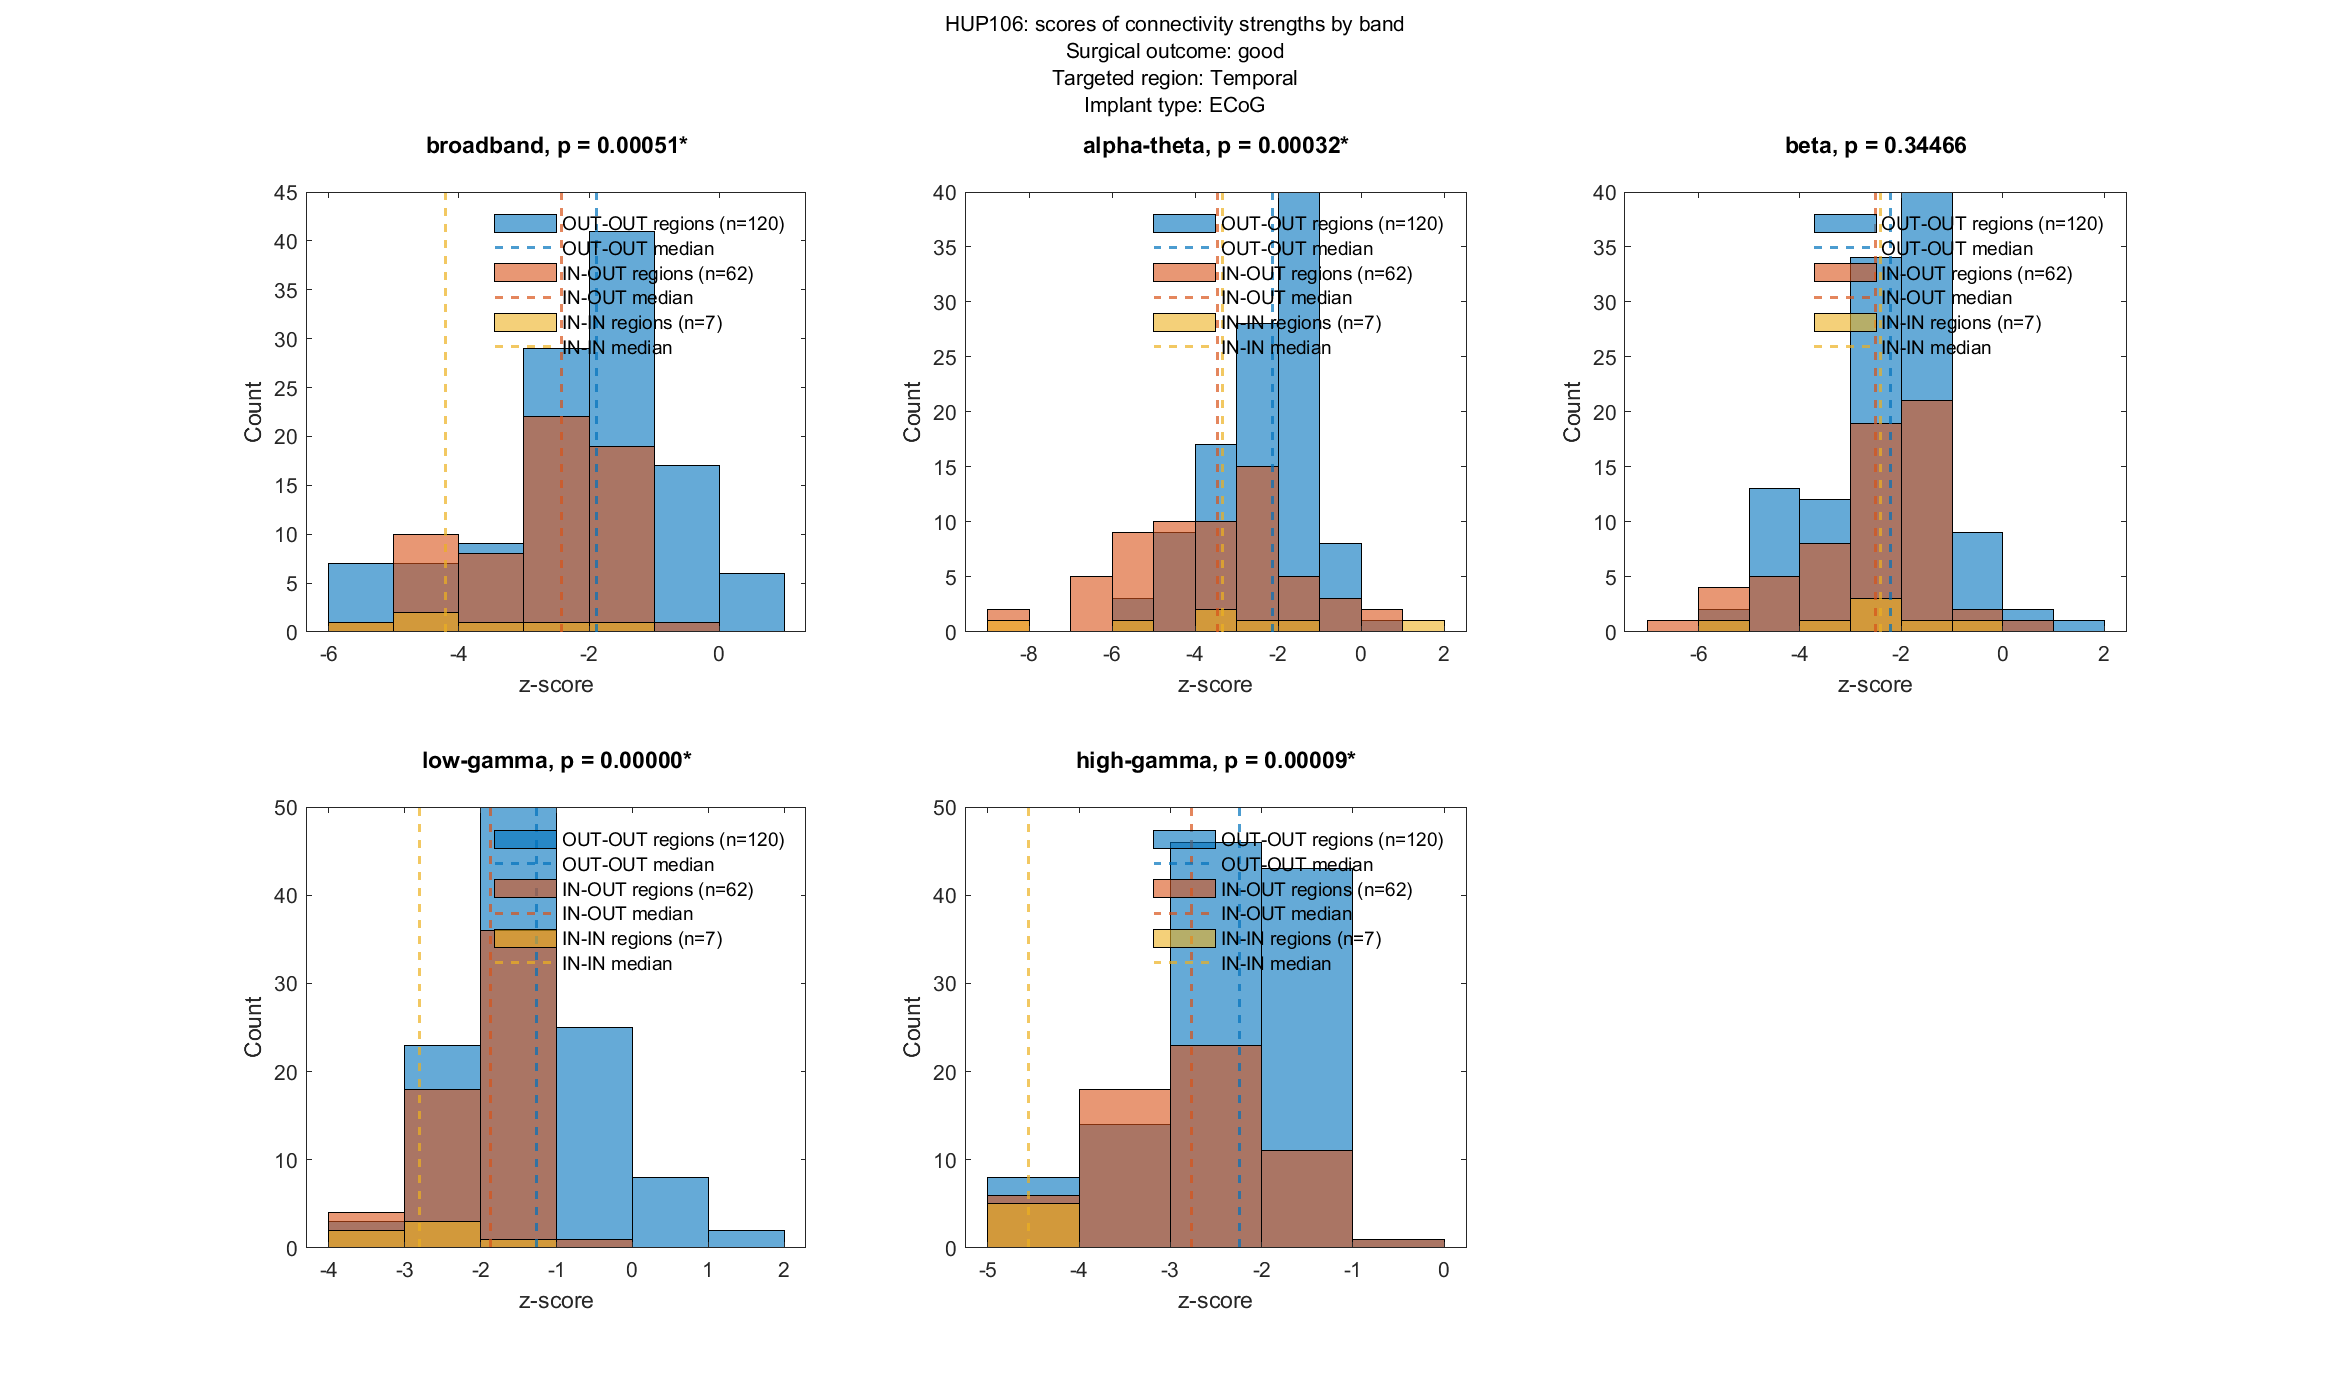 HUP106: scores of connectivity strengths by band
Surgical outcome: good
Targeted region: Temporal
Implant type: ECoG
broadband, p = 0.00051*
45
40
35
30
25
20
15
10
5
0
Count
-6
-4
-2
0
z-score
OUT-OUT regions (n=120)
OUT-OUT median
IN-OUT regions (n=62)
IN-OUT median
IN-IN regions (n=7)
IN-IN median
alpha-theta, p = 0.00032*
40
35
30
25
20
15
10
5
0
Count
-8
-6
-4
-2
0
2
z-score
OUT-OUT regions (n=120)
OUT-OUT median
IN-OUT regions (n=62)
IN-OUT median
IN-IN regions (n=7)
IN-IN median
beta, p = 0.34466
40
35
30
25
20
15
10
5
0
Count
-6
-4
-2
0
2
z-score
OUT-OUT regions (n=120)
OUT-OUT median
IN-OUT regions (n=62)
IN-OUT median
IN-IN regions (n=7)
IN-IN median
low-gamma, p = 0.00000*
50
40
30
20
10
0
Count
-4
-3
-2
-1
0
1
2
z-score
OUT-OUT regions (n=120)
OUT-OUT median
IN-OUT regions (n=62)
IN-OUT median
IN-IN regions (n=7)
IN-IN median
high-gamma, p = 0.00009*
50
40
30
20
10
0
Count
-5
-4
-3
-2
-1
0
z-score
OUT-OUT regions (n=120)
OUT-OUT median
IN-OUT regions (n=62)
IN-OUT median
IN-IN regions (n=7)
IN-IN median